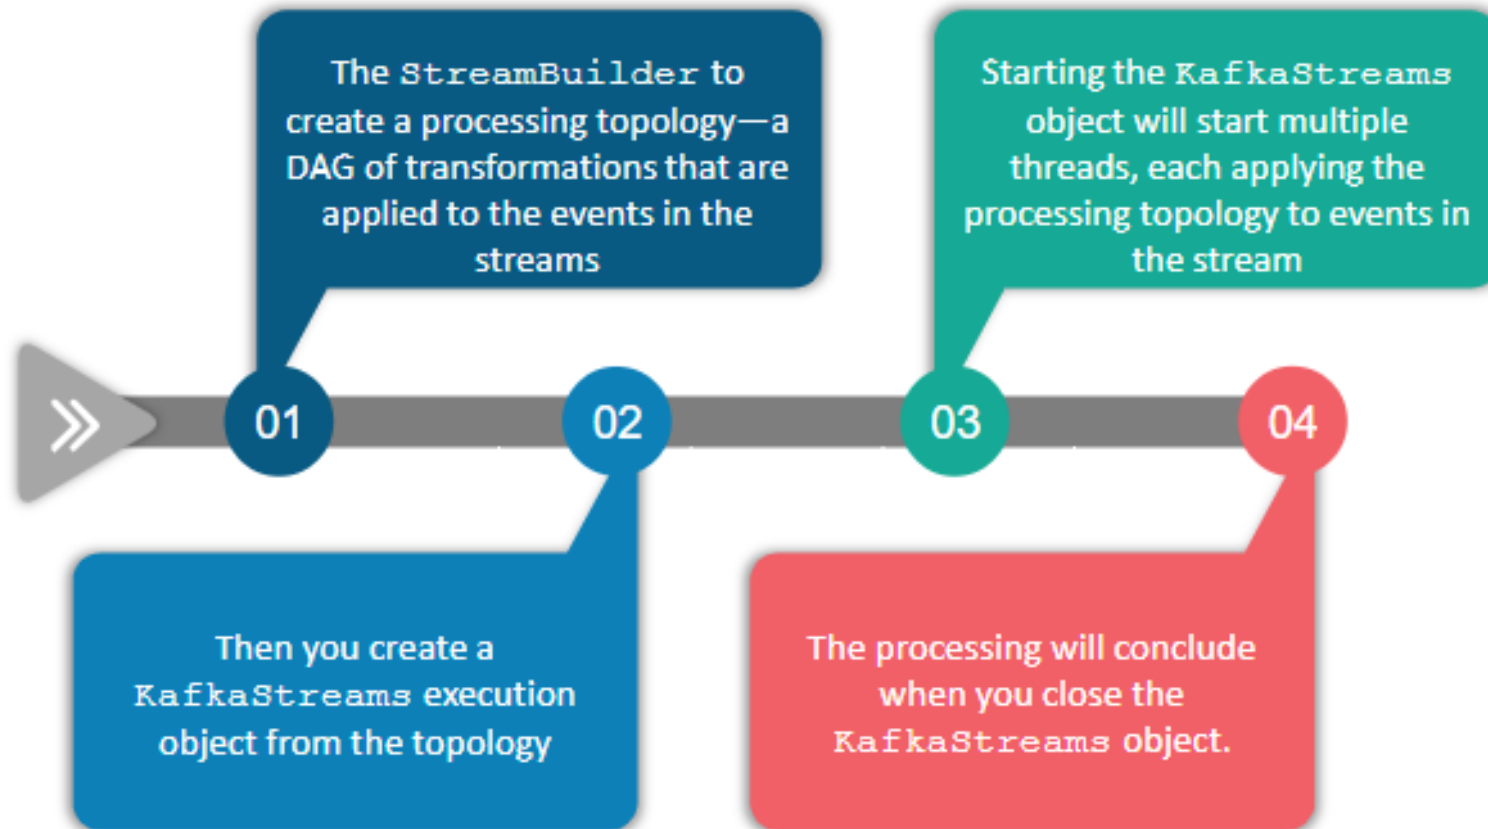 The StreamBuilder to
create a processing topology—a
DAG of transformations that are
applied to the events in the
streams
Starting the KafkaStreams
object will start multiple
threads, each applying the
processing topology to events in
the stream
01
02
03
04
Then you create a
KafkaStreams execution
object from the topology
The processing will conclude
when you close the
KafkaStreams object.